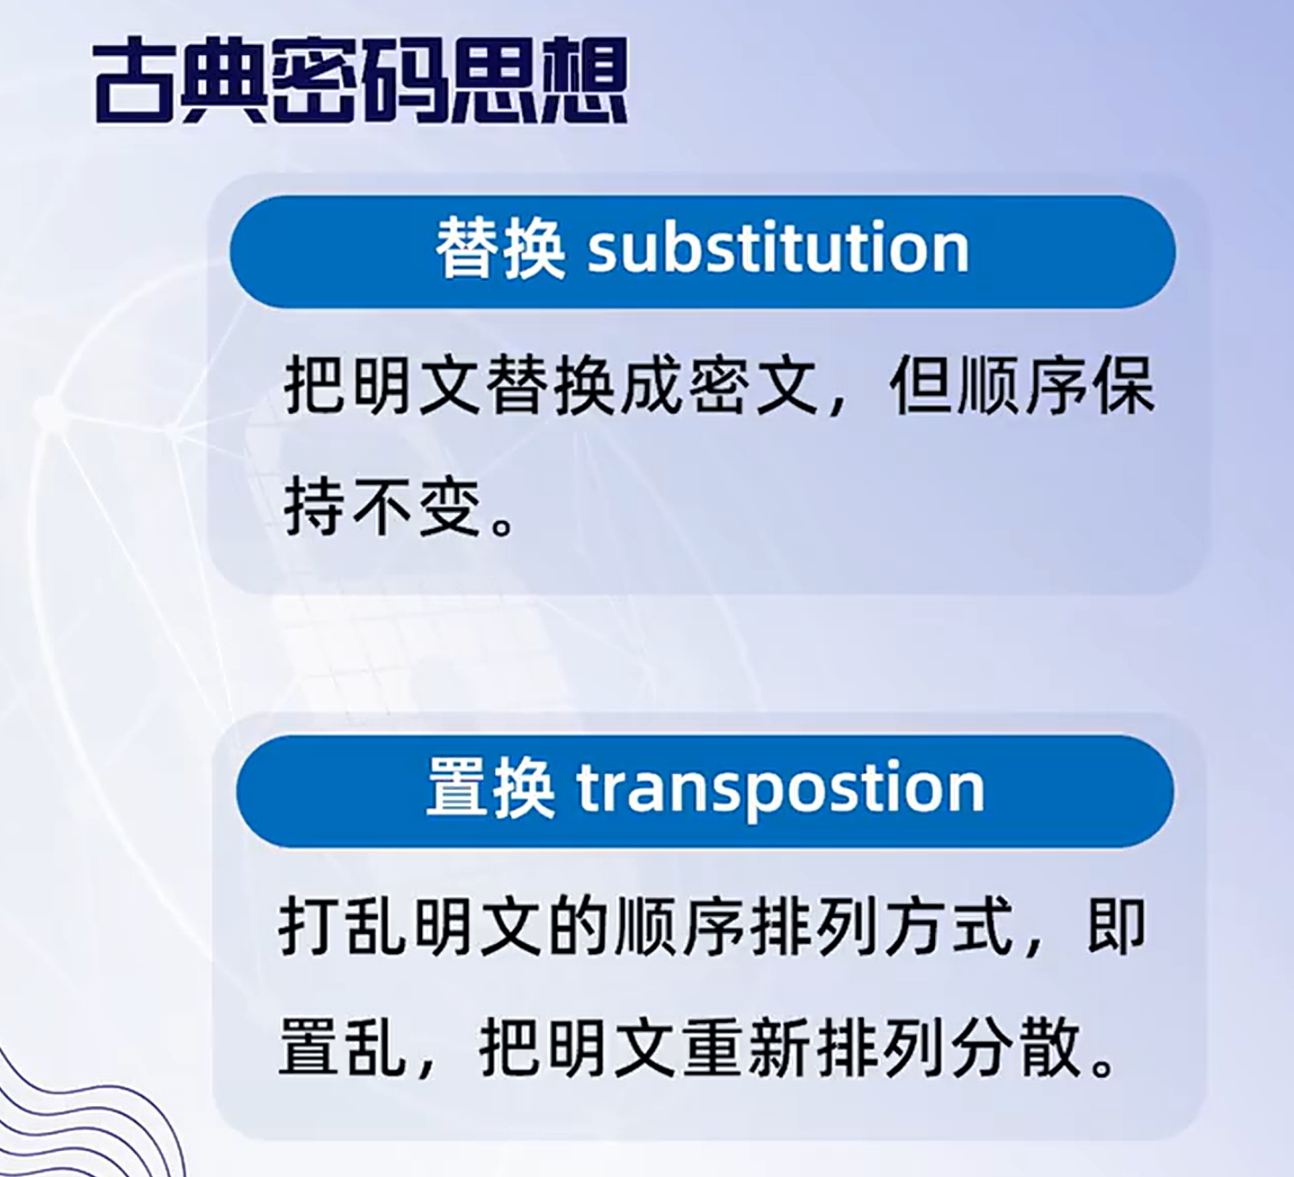 古典密码思想
替换 substitution
把明文替换成密文，但顺序保
持不变。
置换 transpostion
打乱明文的顺序排列方式，即
置乱，把明文重新排列分散。